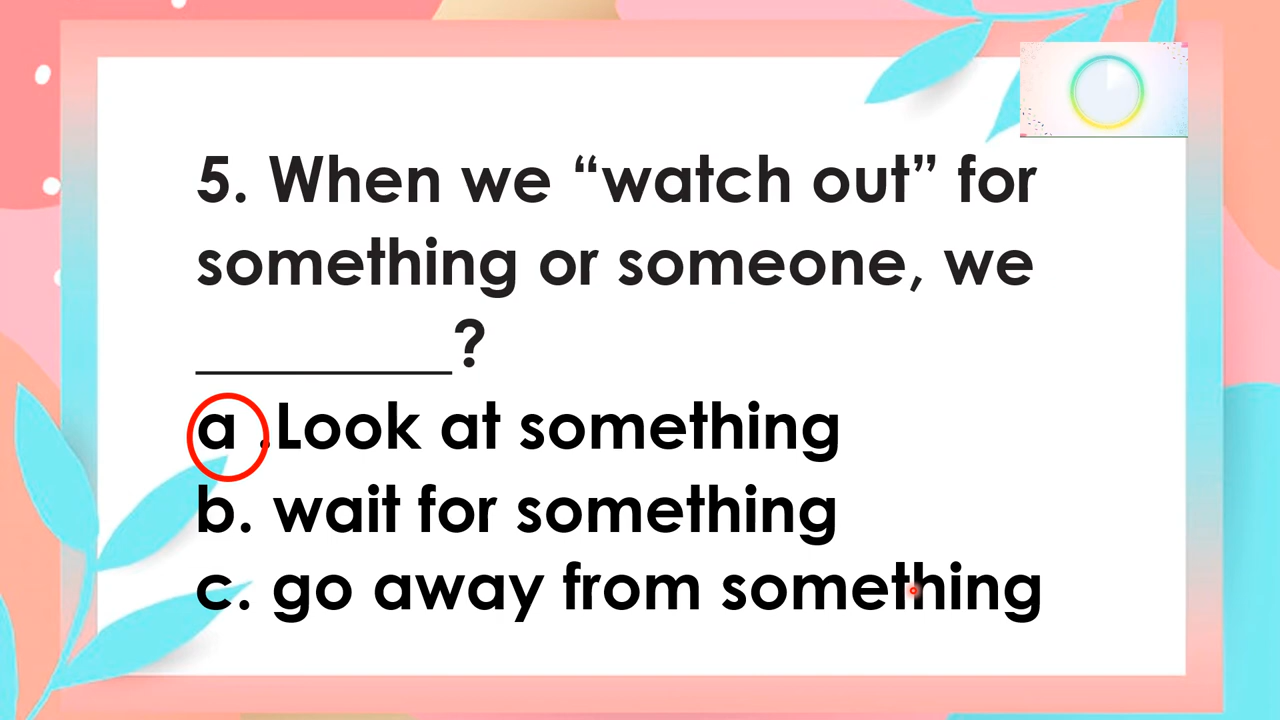 5. When we “watch out” for
something or someone, we
________?
a .Look at something
b. wait for something
c. go away from something